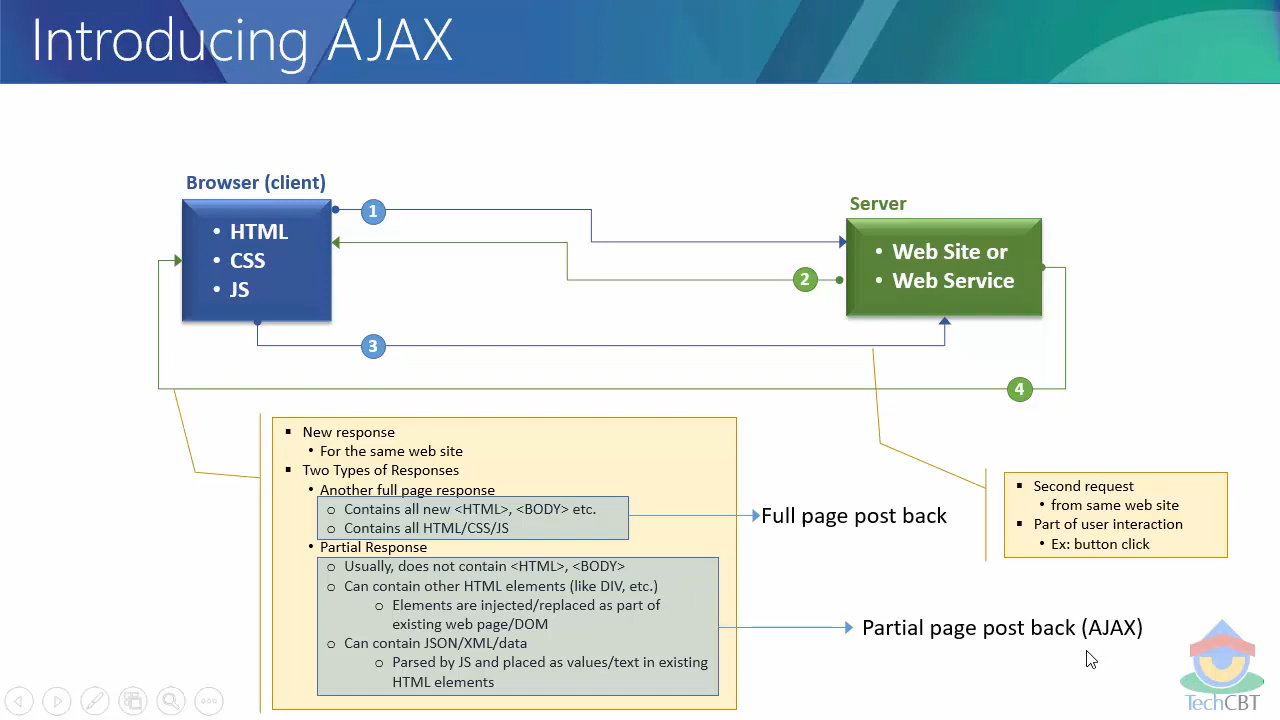 Introducing AJAX
Browser (client)
• HTML
• CSS
• JS
1
2
3
4
Server
• Web Site or
• Web Service
▪ New response
• For the same web site
▪ Two Types of Responses
• Another full page response
o Contains all new <HTML>, <BODY> etc.
o Contains all HTML/CSS/JS
• Partial Response
o Usually, does not contain <HTML>, <BODY>
o Can contain other HTML elements (like DIV, etc.)
o Elements are injected/replaced as part of
existing web page/DOM
o Can contain JSON/XML/data
o Parsed by JS and placed as values/text in existing
HTML elements
Full page post back
Partial page post back (AJAX)
▪ Second request
• from same web site
▪ Part of user interaction
• Ex: button click
TechCBT